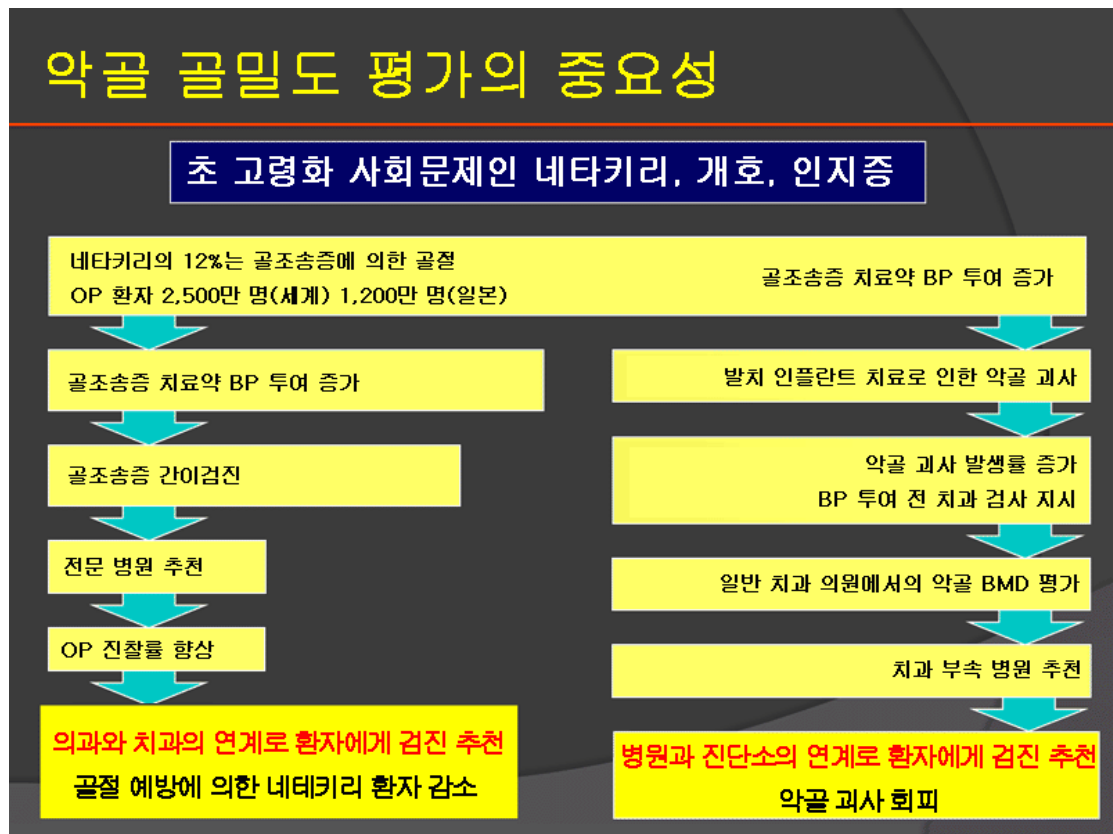 악골 골밀도 평가의 중요성
초 고령화 사회문제인 네타키리, 개호, 인지증
네타키리의 12%는 골조송증에 의한 골절
OP 환자 2,500만 명(세계) 1,200만 명(일본)
골조송증 치료약 BP 투여 증가
골조송증 치료약 BP 투여 증가
골조송증 간이검진
전문 병원 추천
OP 진찰률 향상
의과와 치과의 연계로 환자에게 검진 추천
골절 예방에 의한 네테키리 환자 감소
발치 인플란트 치료로 인한 악골 괴사
악골 괴사 발생률 증가
BP 투여 전 치과 검사 지시
일반 치과 의원에서의 악골 BMD 평가
치과 부속 병원 추천
병원과 진단소의 연계로 환자에게 검진 추천
악골 괴사 회피